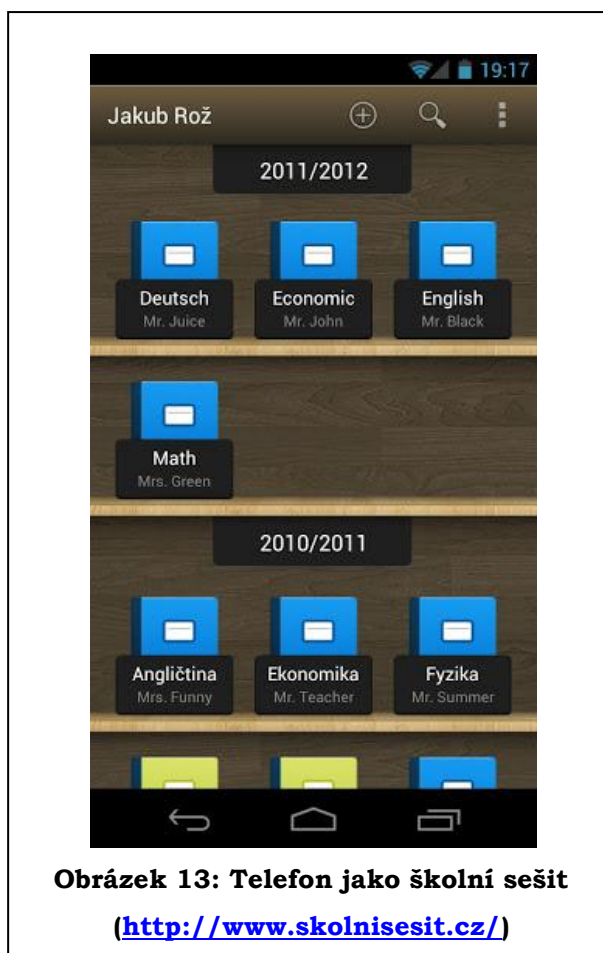 19:17
Jakub Rož
2011/2012
Deutsch Economic English
Mr. Juice Mr. John Mr. Black
Math
Mrs. Green
2010/2011
Angličtina Ekonomika Fyzika
Mrs. Funny Mr. Teacher Mr. Summer
Obrázek 13: Telefon jako školní sešit
(http://www.skolnisesit.cz/)